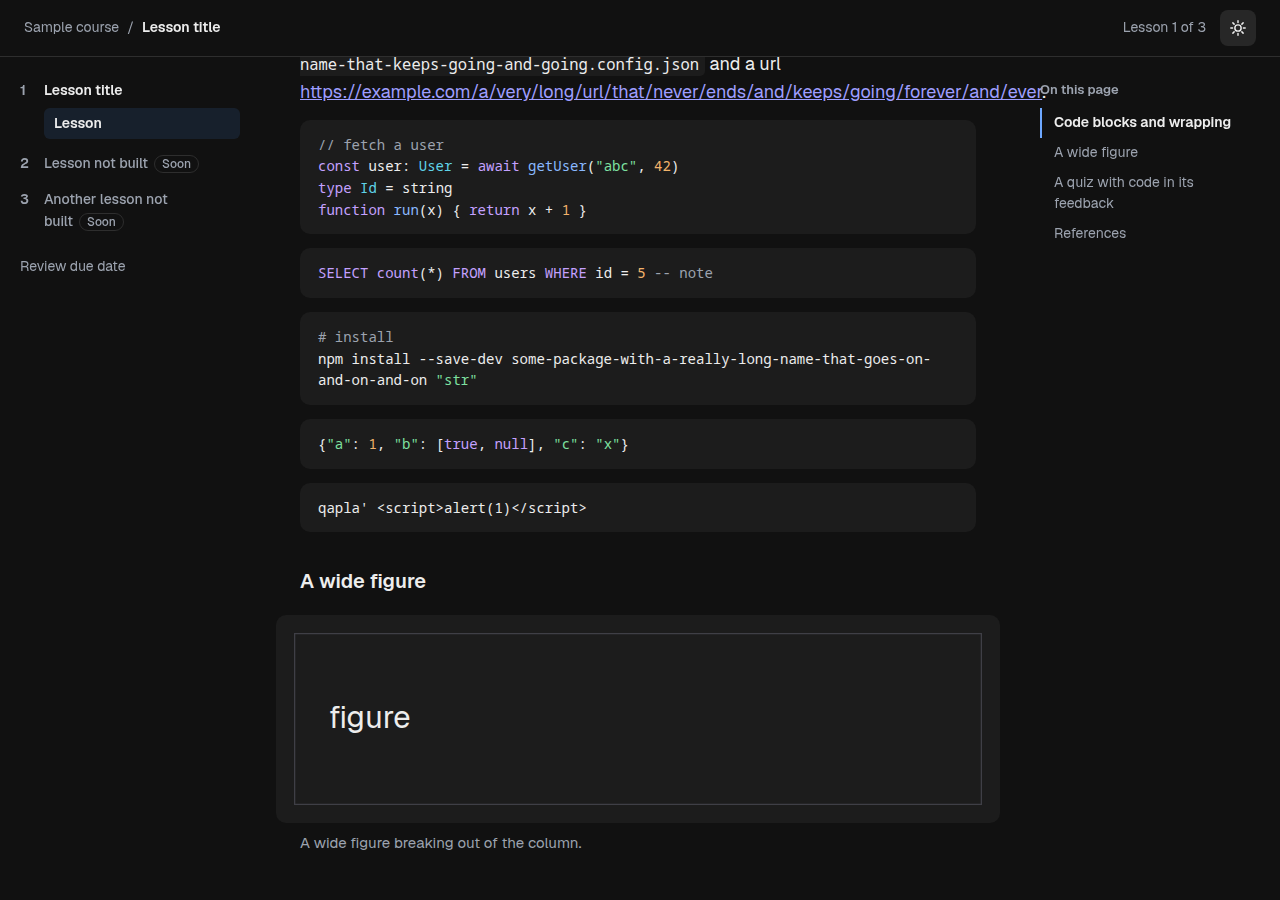 Sample course / Lesson title
Lesson 1 of 3
1 Lesson title
Lesson
2 Lesson not built Soon
3 Another lesson not
built Soon
Review due date
name-that-keeps-going-and-going.config.json and a url
https://example.com/a/very/long/url/that/never/ends/and/keeps/going/forever/and/ever.
// fetch a user
const user: User = await getUser("abc", 42)
type Id = string
function run(x) { return x + 1 }
SELECT count(*) FROM users WHERE id = 5 -- note
# install
npm install --save-dev some-package-with-a-really-long-name-that-goes-on-
and-on-and-on "str"
{"a": 1, "b": [true, null], "c": "x"}
qapla' <script>alert(1)</script>
A wide figure
figure
A wide figure breaking out of the column.
On this page
Code blocks and wrapping
A wide figure
A quiz with code in its
feedback
References